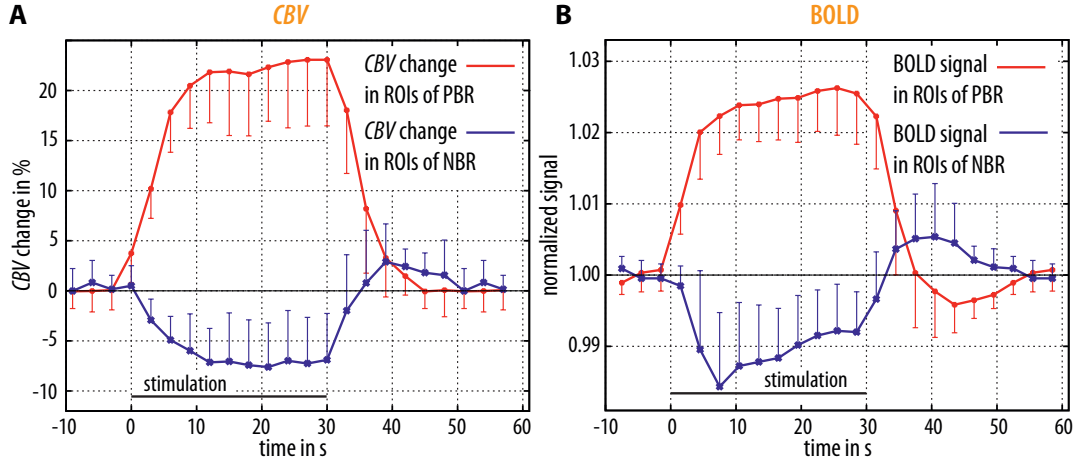 A
CBV
CBV change in %
20
15
10
5
0
-5
-10
CBV change
in ROIs of PBR
CBV change
in ROIs of NBR
stimulation
-10 0 10 20 30 40 50 60
time in s
B
BOLD
normalized signal
1.03
1.02
1.01
1.00
0.99
BOLD signal
in ROIs of PBR
BOLD signal
in ROIs of NBR
stimulation
-10 0 10 20 30 40 50 60
time in s